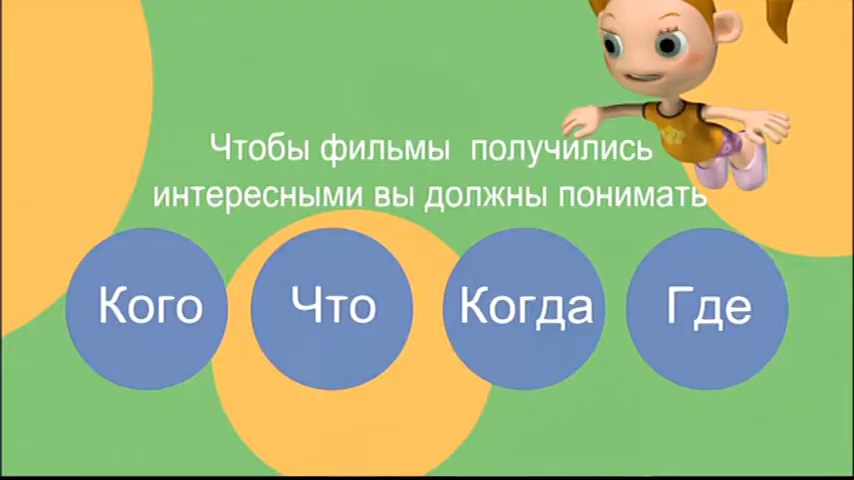 Чтобы фильмы получились
интересными вы должны понимать
Кого Что Когда Где